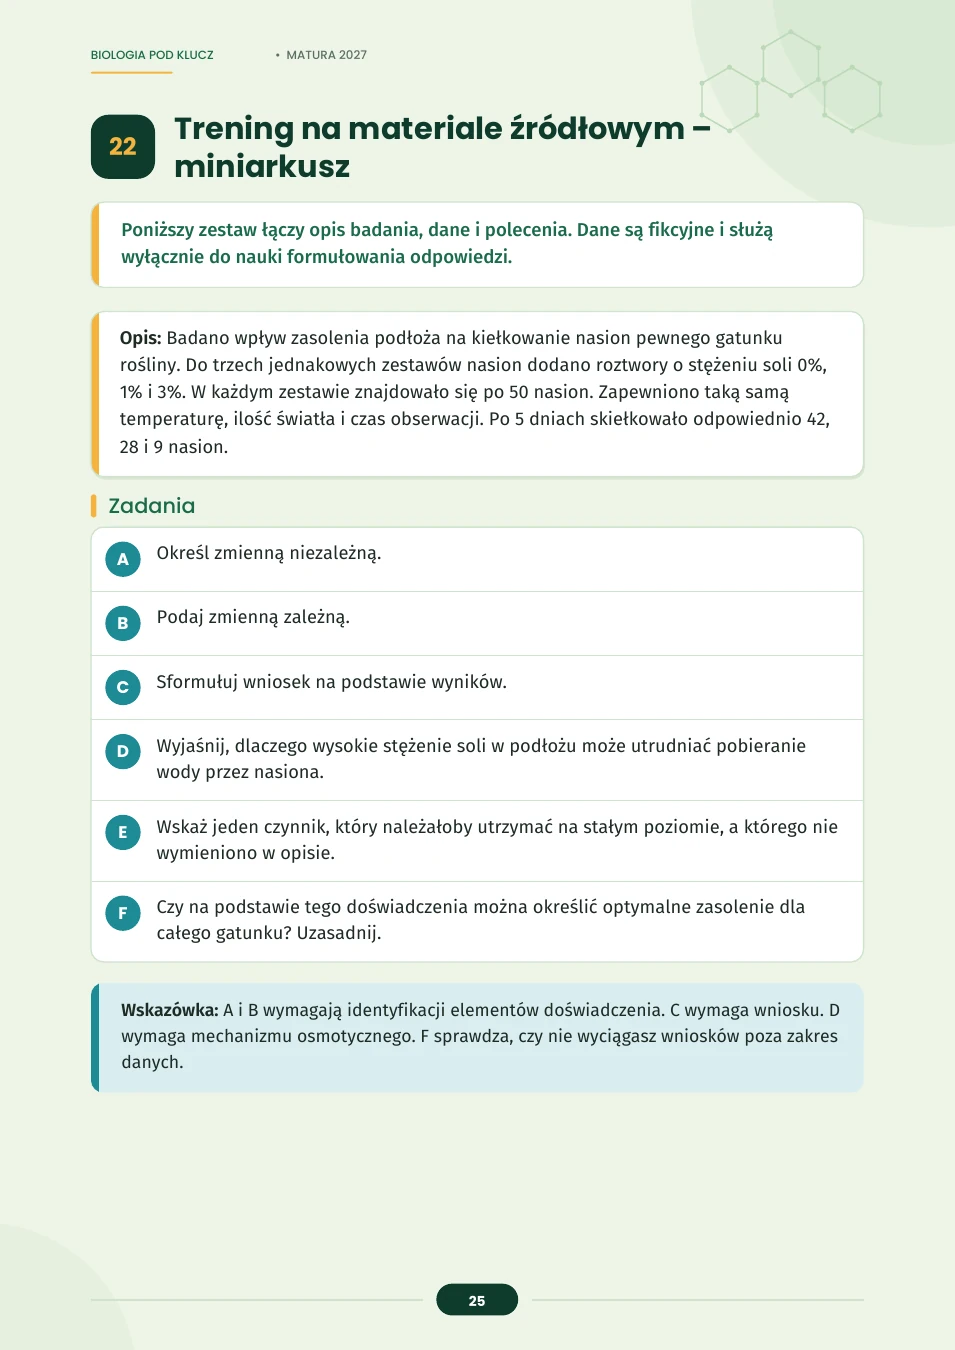 BIOLOGIA POD KLUCZ • MATURA 2027
22
Trening na materiale źródłowym –
miniarkusz
Poniższy zestaw łączy opis badania, dane i polecenia. Dane są fikcyjne i służą
wyłącznie do nauki formułowania odpowiedzi.
Opis: Badano wpływ zasolenia podłoża na kiełkowanie nasion pewnego gatunku
rośliny. Do trzech jednakowych zestawów nasion dodano roztwory o stężeniu soli 0%,
1% i 3%. W każdym zestawie znajdowało się po 50 nasion. Zapewniono taką samą
temperaturę, ilość światła i czas obserwacji. Po 5 dniach skiełkowało odpowiednio 42,
28 i 9 nasion.
Zadania
A Określ zmienną niezależną.
B Podaj zmienną zależną.
C Sformułuj wniosek na podstawie wyników.
D Wyjaśnij, dlaczego wysokie stężenie soli w podłożu może utrudniać pobieranie
wody przez nasiona.
E Wskaż jeden czynnik, który należałoby utrzymać na stałym poziomie, a którego nie
wymieniono w opisie.
F Czy na podstawie tego doświadczenia można określić optymalne zasolenie dla
całego gatunku? Uzasadnij.
Wskazówka: A i B wymagają identyfikacji elementów doświadczenia. C wymaga wniosku. D
wymaga mechanizmu osmotycznego. F sprawdza, czy nie wyciągasz wniosków poza zakres
danych.
25